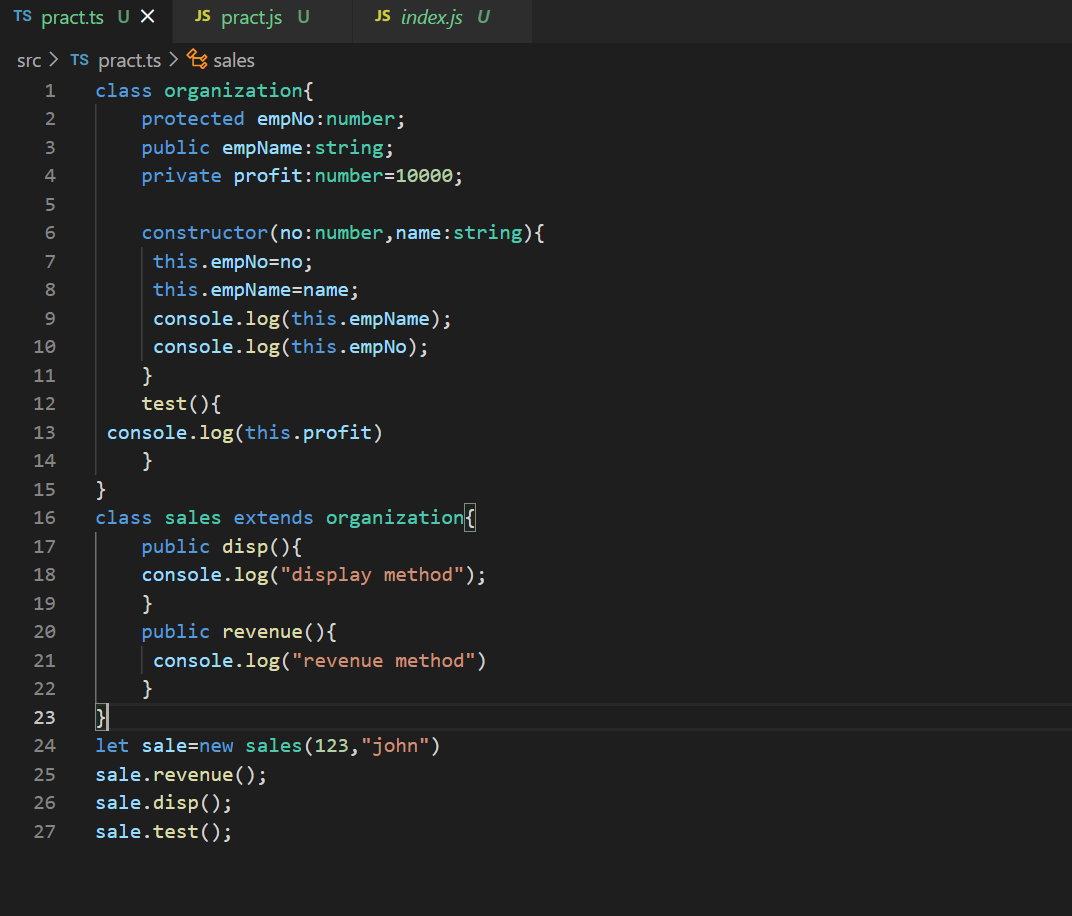 TS pract.ts U × JS pract.js U JS index.js U
src > TS pract.ts > sales
1 class organization{
2     protected empNo:number;
3     public empName:string;
4     private profit:number=10000;
5
6     constructor(no:number,name:string){
7      this.empNo=no;
8      this.empName=name;
9      console.log(this.empName);
10      console.log(this.empNo);
11     }
12     test(){
13  console.log(this.profit)
14     }
15 }
16 class sales extends organization{
17     public disp(){
18     console.log("display method");
19     }
20     public revenue(){
21      console.log("revenue method")
22     }
23 }
24 let sale=new sales(123,"john")
25 sale.revenue();
26 sale.disp();
27 sale.test();